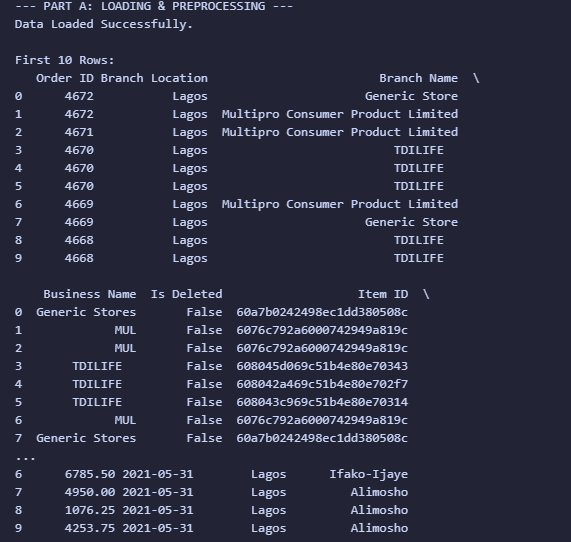 --- PART A: LOADING & PREPROCESSING ---
Data Loaded Successfully.

First 10 Rows:
   Order ID Branch Location                        Branch Name  \
0      4672           Lagos                      Generic Store
1      4672           Lagos  Multipro Consumer Product Limited
2      4671           Lagos  Multipro Consumer Product Limited
3      4670           Lagos                          TDILIFE
4      4670           Lagos                          TDILIFE
5      4670           Lagos                          TDILIFE
6      4669           Lagos  Multipro Consumer Product Limited
7      4669           Lagos                      Generic Store
8      4668           Lagos                          TDILIFE
9      4668           Lagos                          TDILIFE

    Business Name  Is Deleted                   Item ID  \
0  Generic Stores       False  60a7b0242498ec1dd380508c
1             MUL       False  6076c792a6000742949a819c
2             MUL       False  6076c792a6000742949a819c
3       TDILIFE         False  608045d069c51b4e80e70343
4       TDILIFE         False  608042a469c51b4e80e702f7
5       TDILIFE         False  608043c969c51b4e80e70314
6             MUL       False  6076c792a6000742949a819c
7  Generic Stores       False  60a7b0242498ec1dd380508c
...
6      6785.50 2021-05-31        Lagos      Ifako-Ijaye
7      4950.00 2021-05-31        Lagos         Alimosho
8      1076.25 2021-05-31        Lagos         Alimosho
9      4253.75 2021-05-31        Lagos         Alimosho